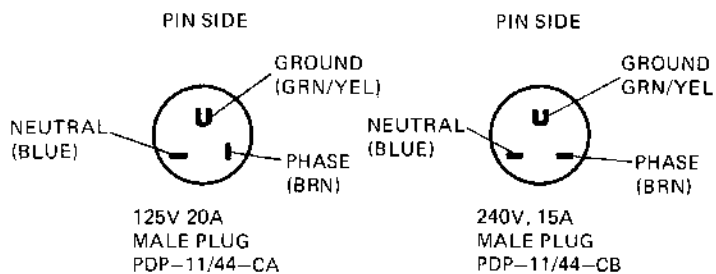 PIN SIDE
GROUND
(GRN/YEL)
NEUTRAL
(BLUE)
PHASE
(BRN)
125V 20A
MALE PLUG
PDP-11/44-CA
PIN SIDE
GROUND
GRN/YEL
NEUTRAL
(BLUE)
PHASE
(BRN)
240V, 15A
MALE PLUG
PDP-11/44-CB